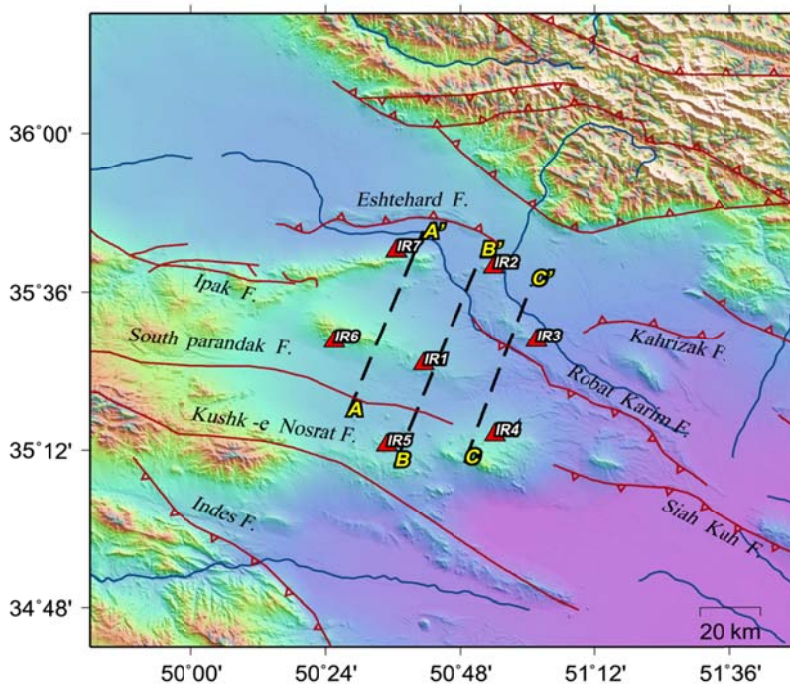 36°00'
Eshtehard F.
A'
IR7
B'
IR2
C'
35°36'
Ipak F.
IR6
IR3
Kahrizak F.
South parandak F.
IR1
Robat Karim F.
A
Kushk -e Nosrat F.
IR5
IR4
35°12'
B
C
Indes F.
Siah Kuh F.
34°48'
20 km
50°00' 50°24' 50°48' 51°12' 51°36'